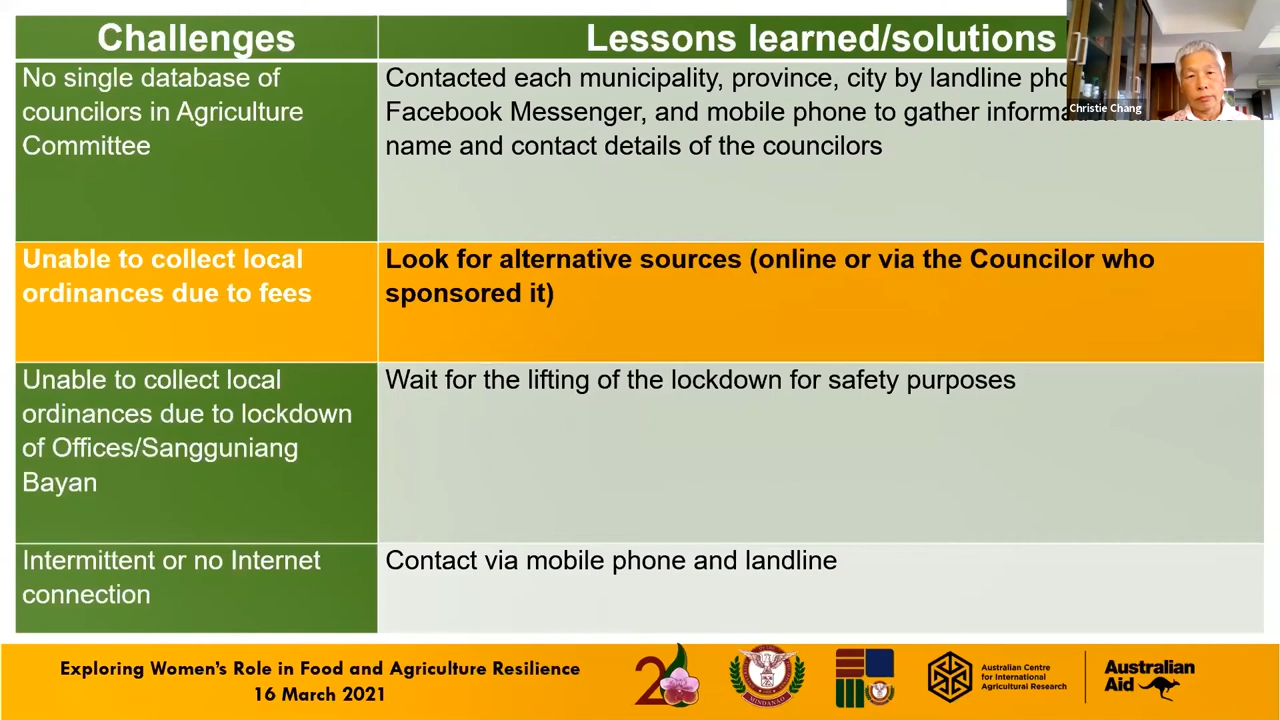 Challenges
Lessons learned/solutions
No single database of
councilors in Agriculture
Committee
Contacted each municipality, province, city by landline
Facebook Messenger, and mobile phone to gather
name and contact details of the councilors
Christie Chang
Unable to collect local
ordinances due to fees
Look for alternative sources (online or via the Councilor who
sponsored it)
Unable to collect local
ordinances due to lockdown
of Offices/Sangguniang
Bayan
Wait for the lifting of the lockdown for safety purposes
Intermittent or no Internet
connection
Contact via mobile phone and landline
Exploring Women's Role in Food and Agriculture Resilience
16 March 2021
2
MINDANAO
Australian Centre
for International
Agricultural Research
Australian
Aid